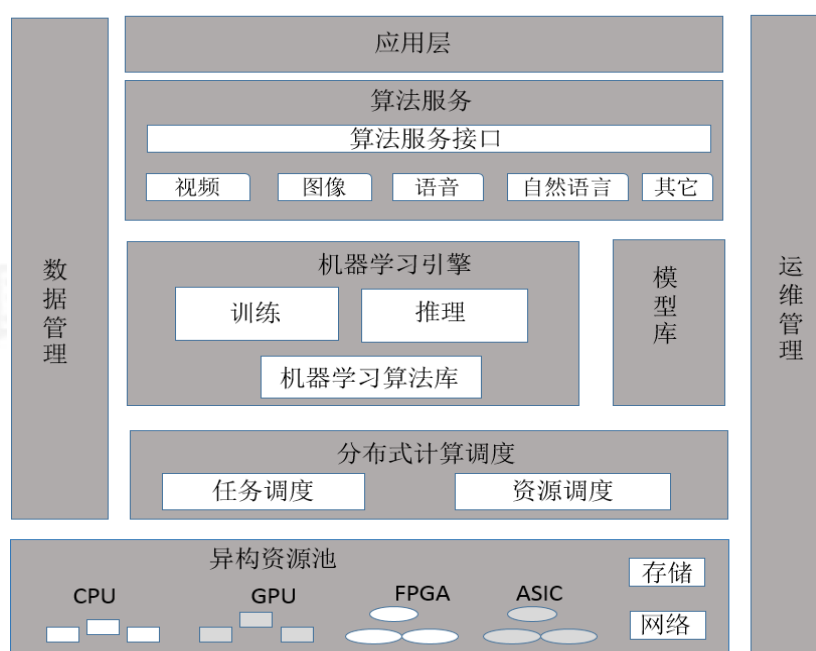 应用层
算法服务
算法服务接口
视频
图像
语音
自然语言
其它
数据管理
机器学习引擎
训练
推理
机器学习算法库
模型库
运维管理
分布式计算调度
任务调度
资源调度
异构资源池
CPU
GPU
FPGA
ASIC
存储
网络